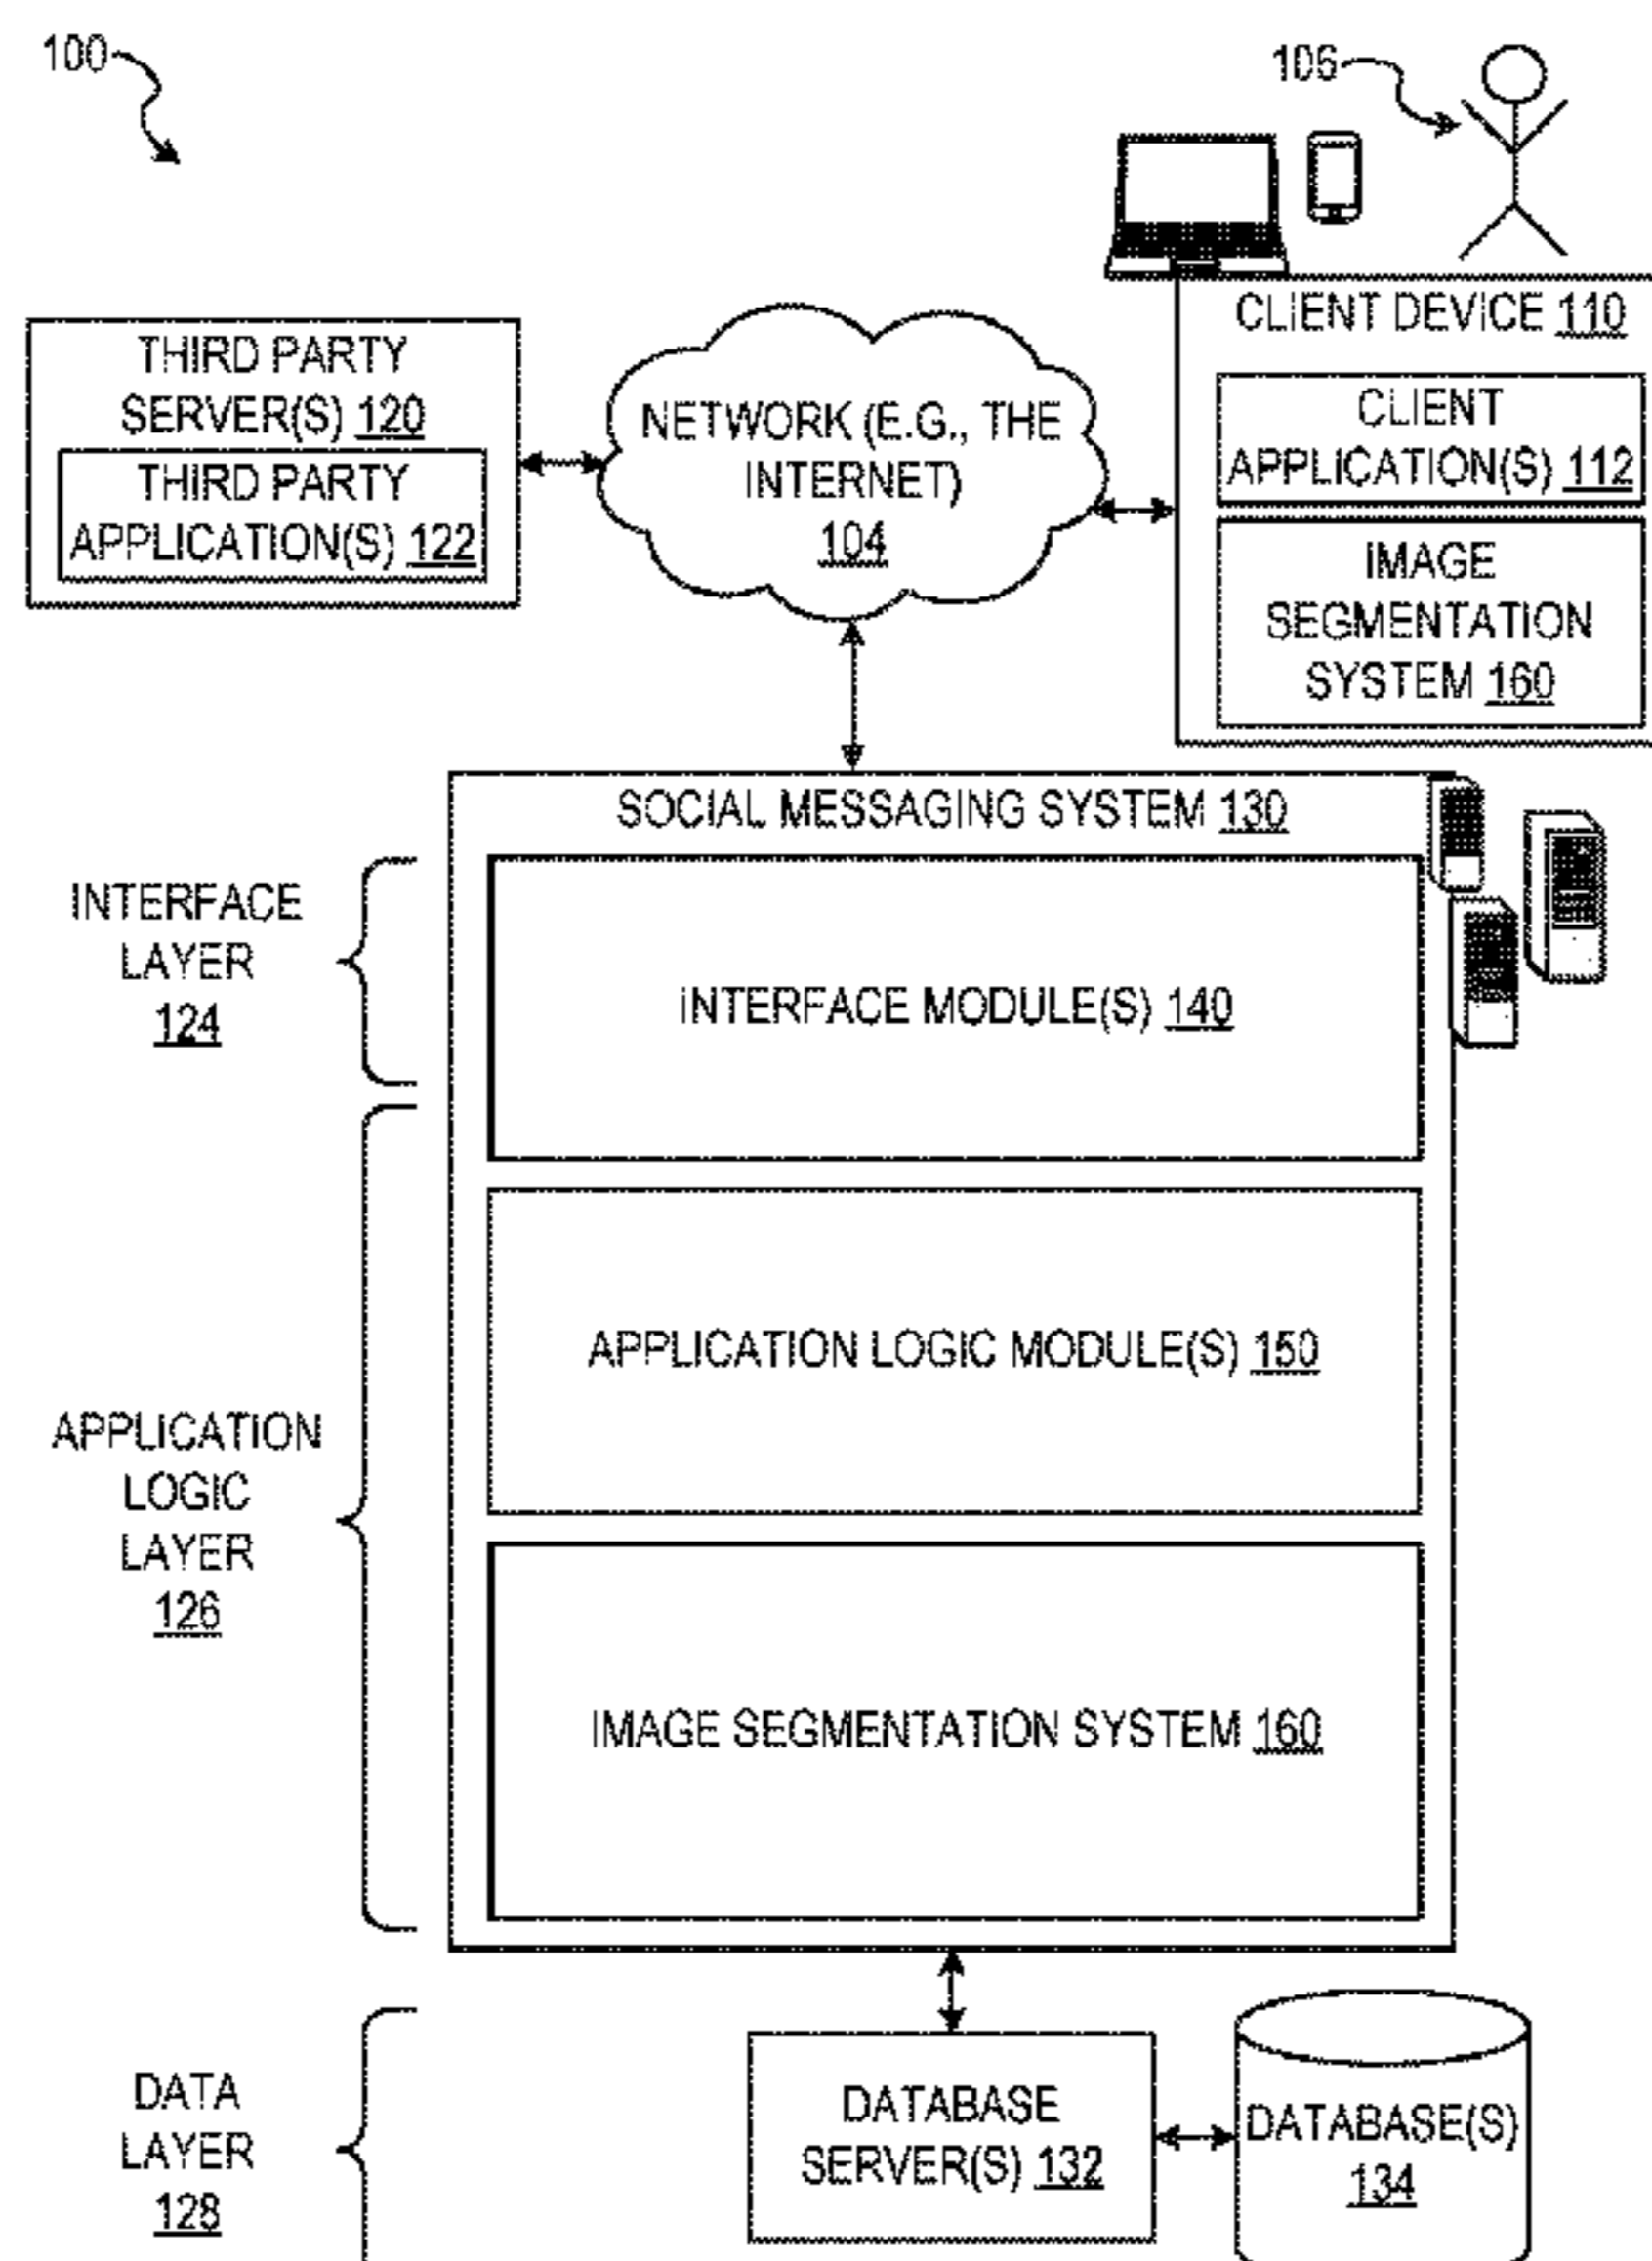 100
106
CLIENT DEVICE 110
CLIENT
APPLICATION(S) 112
IMAGE
SEGMENTATION
SYSTEM 160
THIRD PARTY
SERVER(S) 120
THIRD PARTY
APPLICATION(S) 122
NETWORK (E.G., THE
INTERNET)
104
SOCIAL MESSAGING SYSTEM 130
INTERFACE
LAYER
124
INTERFACE MODULE(S) 140
APPLICATION LOGIC MODULE(S) 150
APPLICATION
LOGIC
LAYER
126
IMAGE SEGMENTATION SYSTEM 160
DATA
LAYER
128
DATABASE
SERVER(S) 132
DATABASE(S)
134